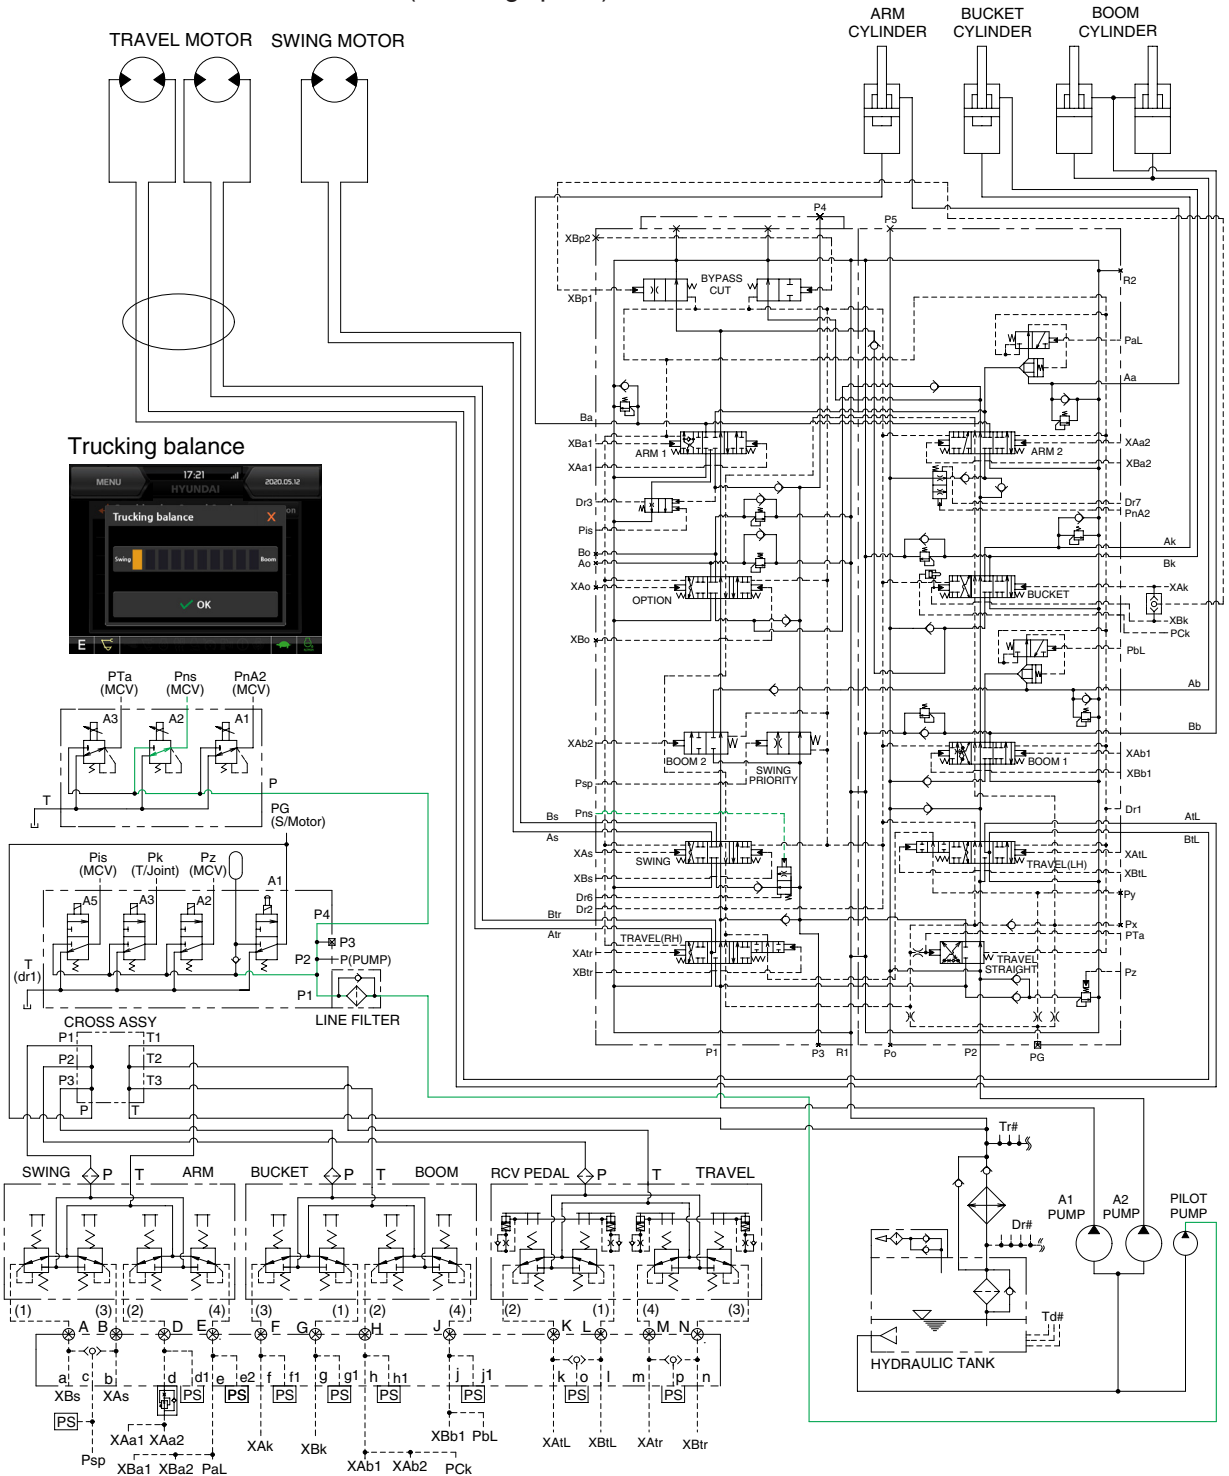 ARM
CYLINDER
BUCKET
CYLINDER
BOOM
CYLINDER
TRAVEL MOTOR
SWING MOTOR
P4
P5
XBp2
XBp1
BYPASS
CUT
R2
PaL
Aa
Ba
XBa1
XAa1
ARM 1
ARM 2
XAa2
XBa2
Dr3
Pis
Dr7
PnA2
Bo
Ao
Ak
Bk
XAo
OPTION
BUCKET
XAk
XBk
PCk
XBo
PbL
Ab
Bb
XAb2
BOOM 2
SWING
PRIORITY
BOOM 1
XAb1
XBb1
Psp
Pns
Dr1
Bs
As
AtL
BtL
XAs
SWING
XBs
TRAVEL(LH)
XAtL
XBtL
Dr6
Dr2
Py
Btr
Atr
Px
PTa
TRAVEL(RH)
XAtr
XBtr
TRAVEL
STRAIGHT
Pz
P1
P3
R1
Po
P2
PG
Trucking balance
MENU
17:21
HYUNDAI
2020.05.12
Trucking balance
X
Swing
Boom
OK
E
PTa
(MCV)
Pns
(MCV)
PnA2
(MCV)
A3
A2
A1
P
T
PG
(S/Motor)
Pis
(MCV)
Pk
(T/Joint)
Pz
(MCV)
A5
A3
A2
A1
P4
P3
P2
P(PUMP)
P1
T
(dr1)
LINE FILTER
CROSS ASSY
P1
T1
P2
T2
P3
T3
P
T
SWING
P
T
ARM
BUCKET
P
T
BOOM
RCV PEDAL
P
T
TRAVEL
(1)
(3)
(2)
(4)
(3)
(1)
(2)
(4)
(2)
(1)
(4)
(3)
A
B
D
E
F
G
H
J
K
L
M
N
a
c
b
d
d1
e
e2
f
f1
g
g1
h
h1
j
j1
k
o
l
m
p
n
XBs
XAs
PS
PS
PS
PS
PS
PS
PS
PS
PS
Psp
XAa1
XAa2
XBa1
XBa2
PaL
XAk
XBk
XAb1
XAb2
PCk
XBb1
PbL
XAtL
XBtL
XAtr
XBtr
Tr#
Dr#
Td#
A1
PUMP
A2
PUMP
PILOT
PUMP
HYDRAULIC TANK